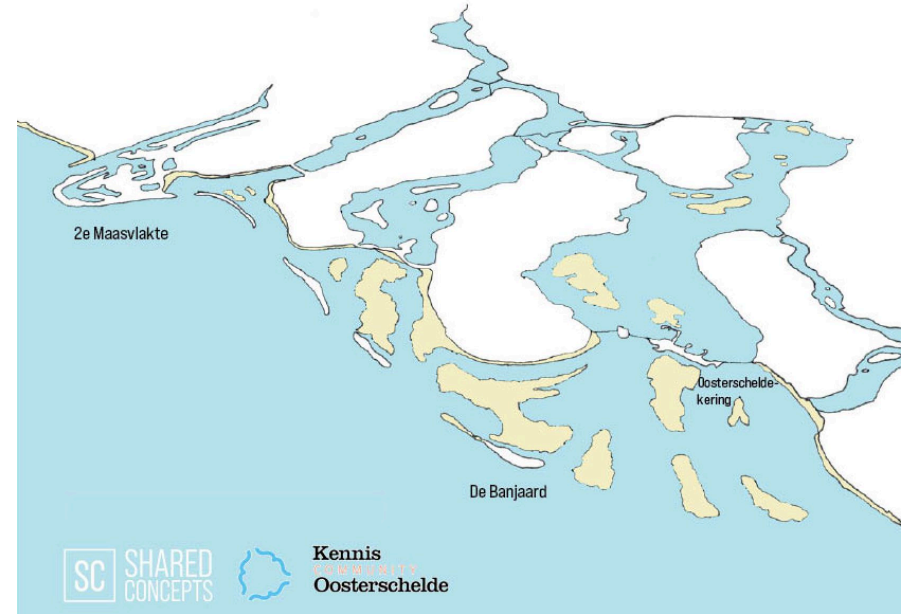 2e Maasvlakte
Oosterschelde-
kering
De Banjaard
SC
SHARED
CONCEPTS
Kennis
COMMUNITY
Oosterschelde